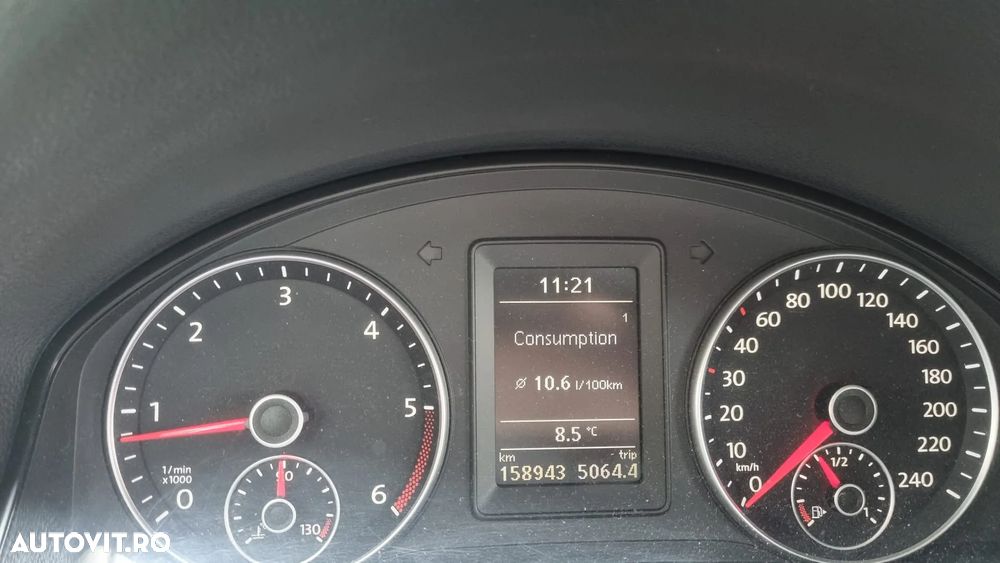 11:21
1
Consumption
Ø 10.6 l/100km
8.5 °C
km trip
158943 5064.4
0 1 2 3 4 5 6
1/min
x1000
90
130
0 10 20 30 40 60 80 100 120 140 160 180 200 220 240
km/h
1/2
1
AUTOVIT.RO